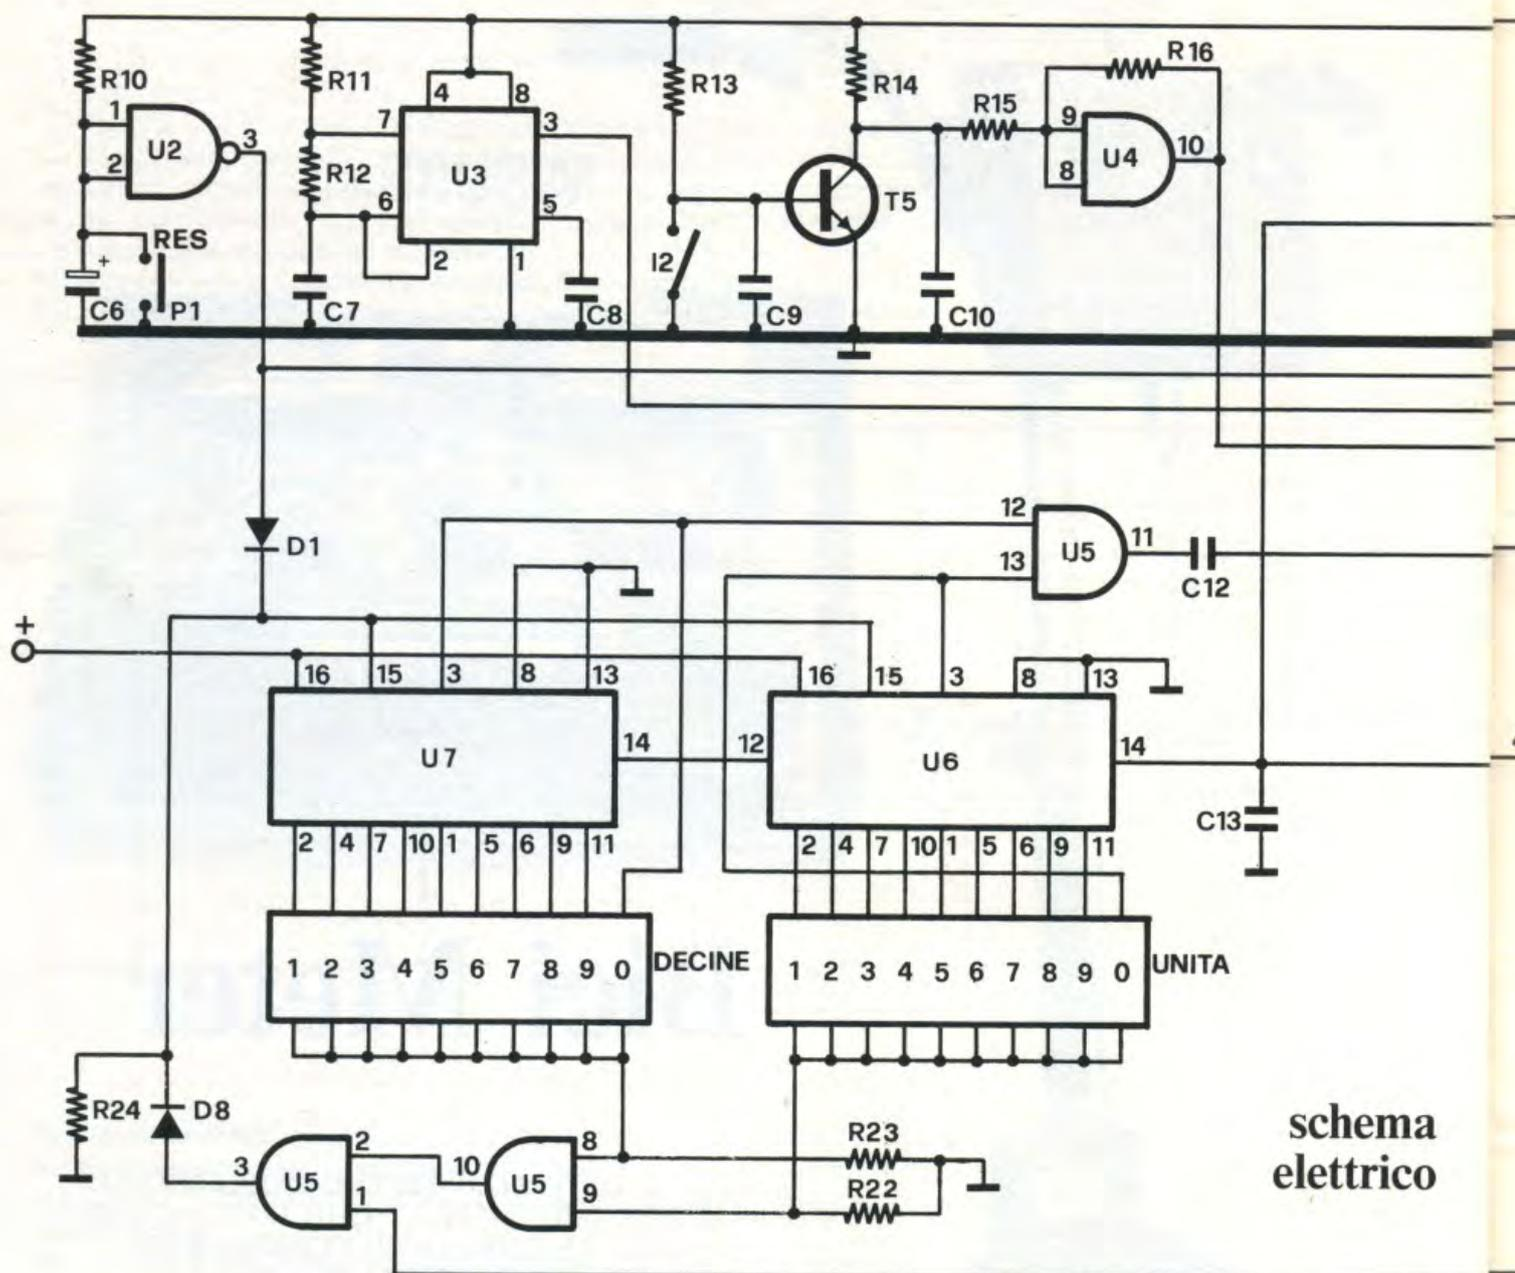 R10
R11
R13
R14
R16
R15
4 8
1
7
3
9
U2
3
U3
U4
10
2
R12
8
6
5
T5
RES
2
1
I2
+
C6
P1
C7
C8
C9
C10
12
U5
11
D1
13
C12
+
16 15 3 8 13
16 15 3 8 13
U7
14
12
U6
14
C13
2 4 7 10 1 5 6 9 11
2 4 7 10 1 5 6 9 11
1 2 3 4 5 6 7 8 9 0
DECINE
1 2 3 4 5 6 7 8 9 0
UNITA
R24
D8
3
U5
2
1
10
U5
8
9
R23
R22
schema
elettrico